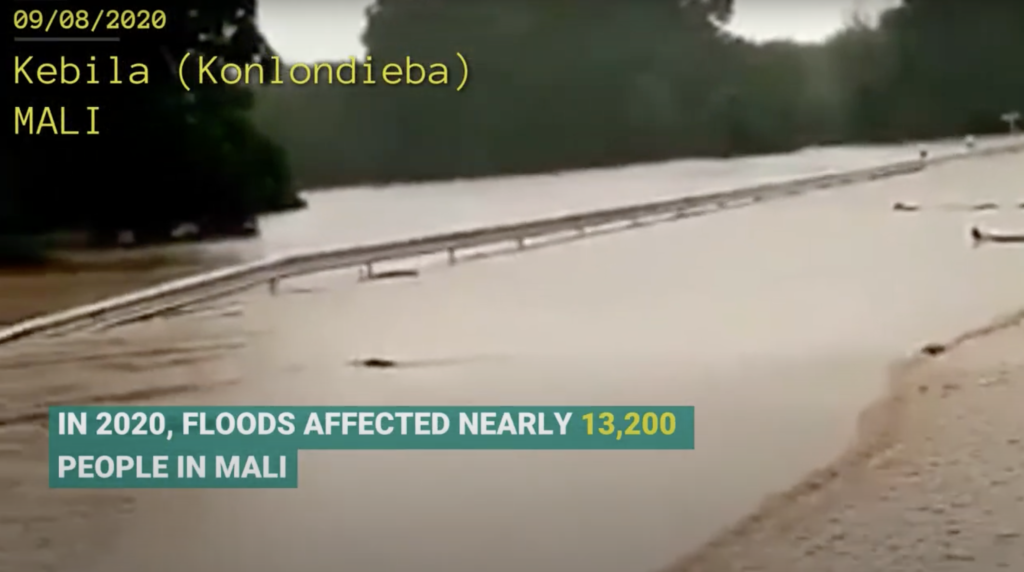 09/08/2020
Kebila (Konlondieba)
MALI
IN 2020, FLOODS AFFECTED NEARLY 13,200
PEOPLE IN MALI